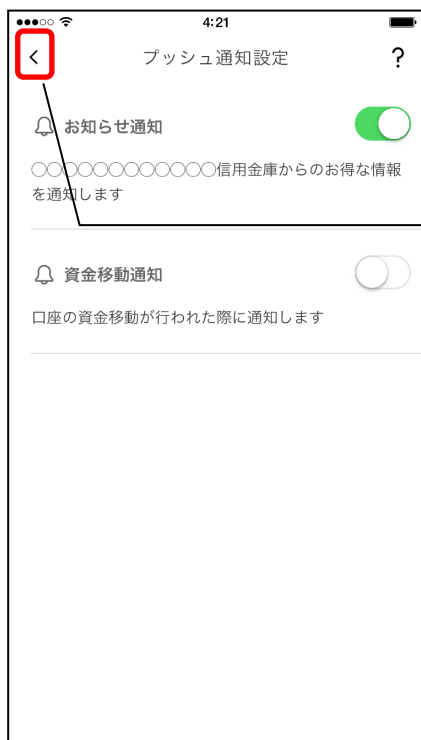 4:21
プッシュ通知設定
?
お知らせ通知
○○○○○○○○○○○○信用金庫からのお得な情報
を通知します
資金移動通知
口座の資金移動が行われた際に通知します